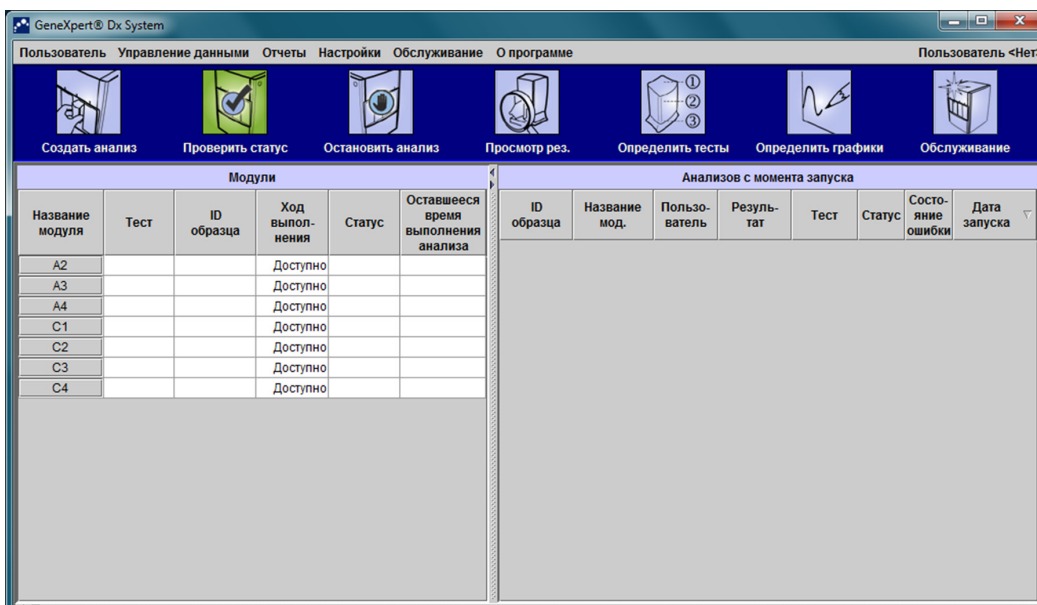 GeneXpert® Dx System
Пользователь Управление данными Отчеты Настройки Обслуживание О программе Пользователь <Нет
Создать анализ Проверить статус Остановить анализ Просмотр рез. Определить тесты Определить графики Обслуживание
Модули
Название модуля Тест ID образца Ход выпол- нения Статус Оставшееся время выполнения анализа
A2 Доступно
A3 Доступно
A4 Доступно
C1 Доступно
C2 Доступно
C3 Доступно
C4 Доступно
Анализов с момента запуска
ID образца Название мод. Пользо- ватель Резуль- тат Тест Статус Состо- яние ошибки Дата запуска